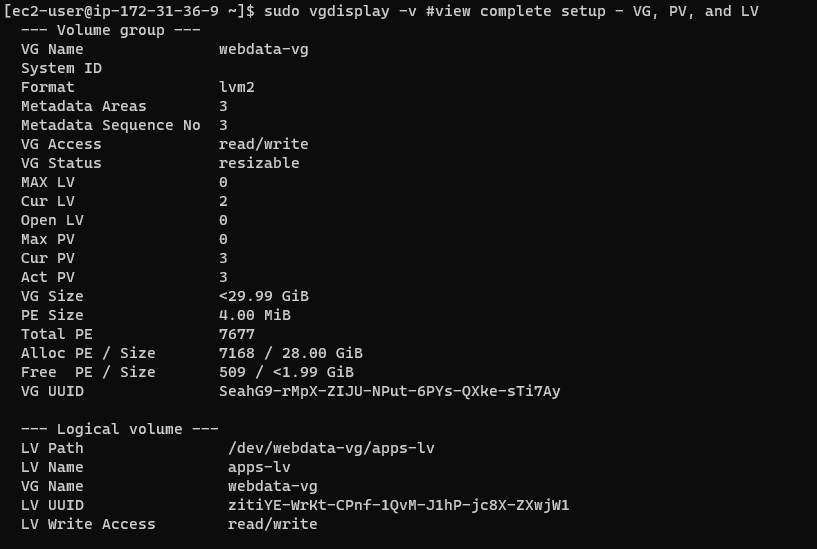 [ec2-user@ip-172-31-36-9 ~]$ sudo vgdisplay -v #view complete setup - VG, PV, and LV
  --- Volume group ---
  VG Name               webdata-vg
  System ID
  Format                lvm2
  Metadata Areas        3
  Metadata Sequence No  3
  VG Access             read/write
  VG Status             resizable
  MAX LV                0
  Cur LV                2
  Open LV               0
  Max PV                0
  Cur PV                3
  Act PV                3
  VG Size               <29.99 GiB
  PE Size               4.00 MiB
  Total PE              7677
  Alloc PE / Size       7168 / 28.00 GiB
  Free  PE / Size       509 / <1.99 GiB
  VG UUID               SeahG9-rMpX-ZIJU-NPut-6PYs-QXke-sTi7Ay

  --- Logical volume ---
  LV Path                /dev/webdata-vg/apps-lv
  LV Name                apps-lv
  VG Name                webdata-vg
  LV UUID                zitiYE-WrKt-CPnf-1QvM-J1hP-jc8X-ZXwjW1
  LV Write Access        read/write